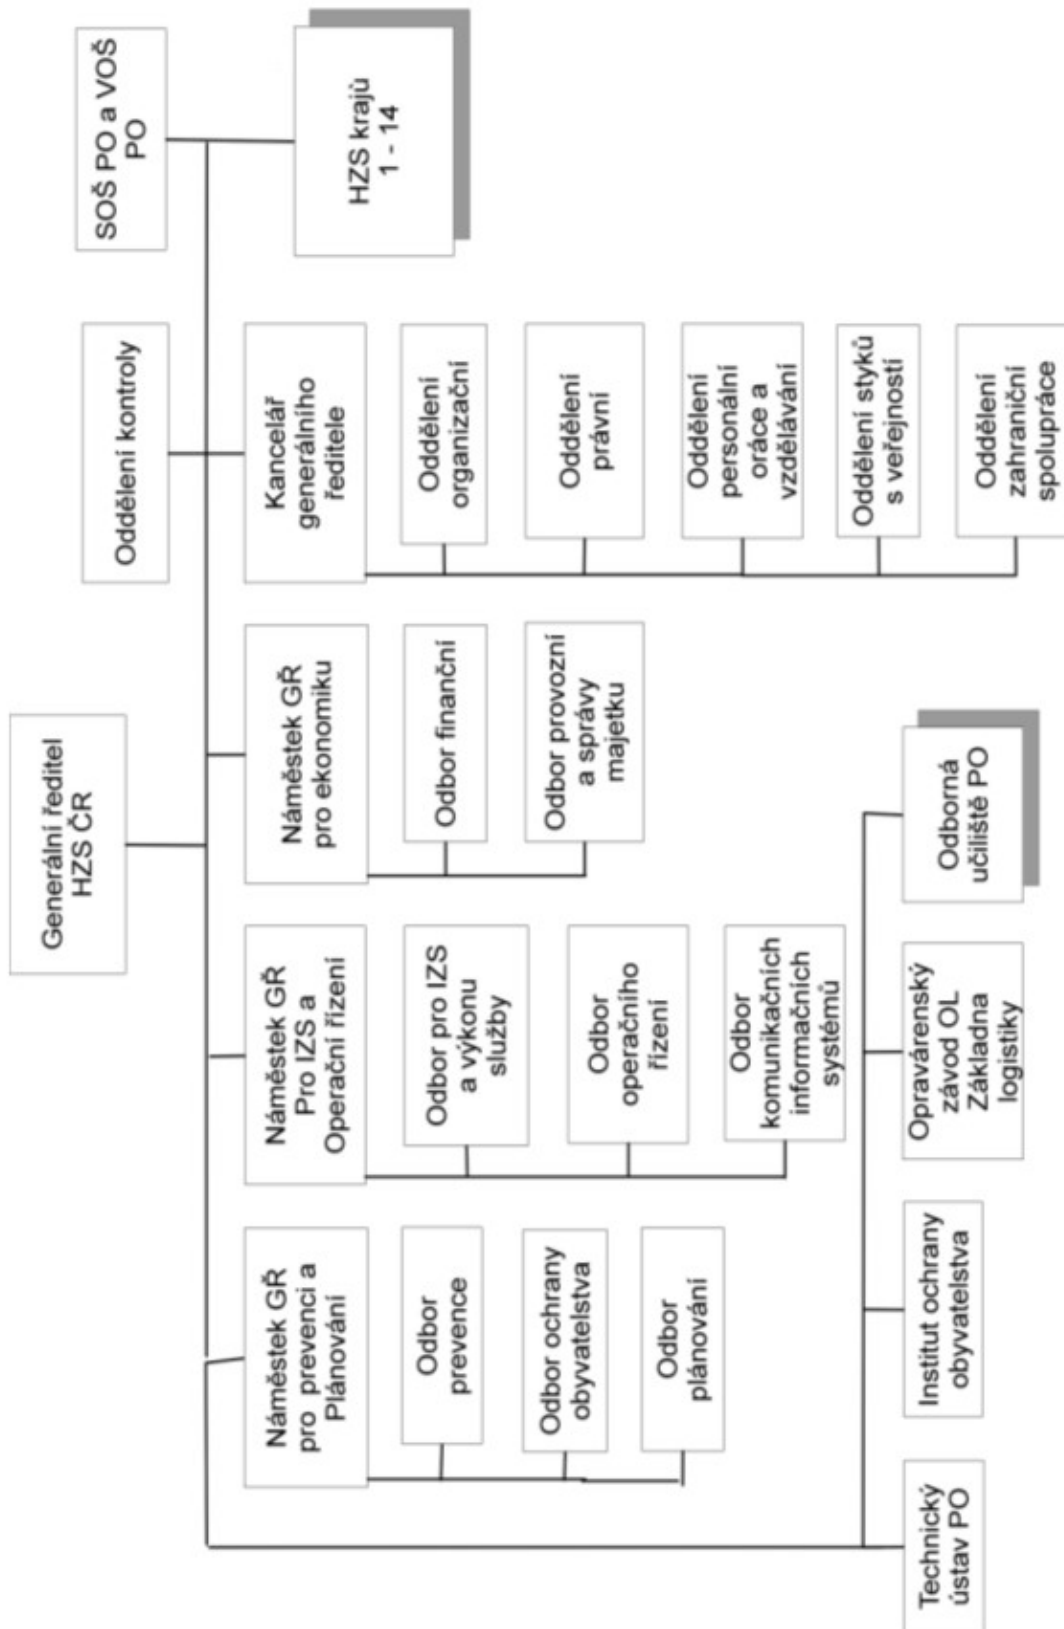 Generální ředitel
HZS ČR
Oddělení kontroly
SOŠ PO a VOŠ
PO
Náměstek GŘ
pro prevenci a
Plánování
Odbor
prevence
Odbor ochrany
obyvatelstva
Odbor
plánování
Náměstek GŘ
Pro IZS a
Operační řízení
Odbor pro IZS
a výkonu
služby
Odbor
operačního
řízení
Odbor
komunikačních
informačních
systémů
Náměstek GŘ
pro ekonomiku
Odbor finanční
Odbor provozní
a správy
majetku
Kancelář
generálního
ředitele
Oddělení
organizační
Oddělení
právní
Oddělení
personální
oráce a
vzdělávání
Oddělení styků
s veřejností
Oddělení
zahraniční
spolupráce
HZS krajů
1 - 14
Technický
ústav PO
Institut ochrany
obyvatelstva
Opravárenský
závod OL
Základna
logistiky
Odborná
učiliště PO